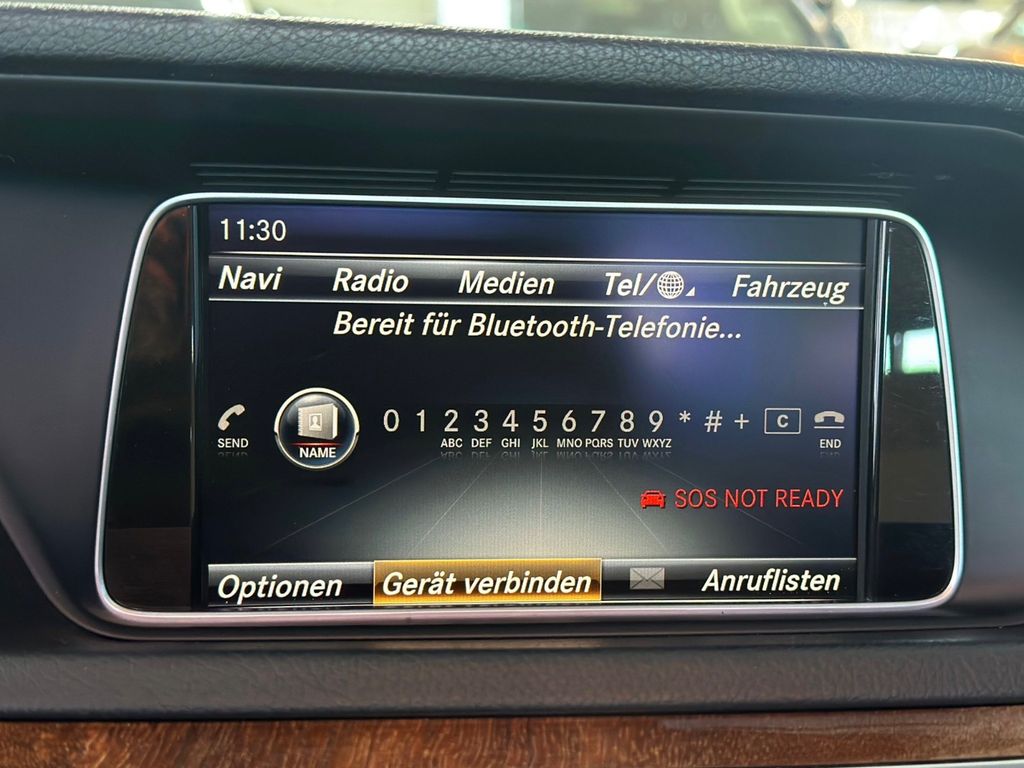 11:30
Navi Radio Medien Tel/ Fahrzeug
Bereit für Bluetooth-Telefonie...
0 1 2 3 4 5 6 7 8 9 * # + C
SEND NAME ABC DEF GHI JKL MNO PQRS TUV WXYZ END
SOS NOT READY
Optionen Gerät verbinden Anruflisten